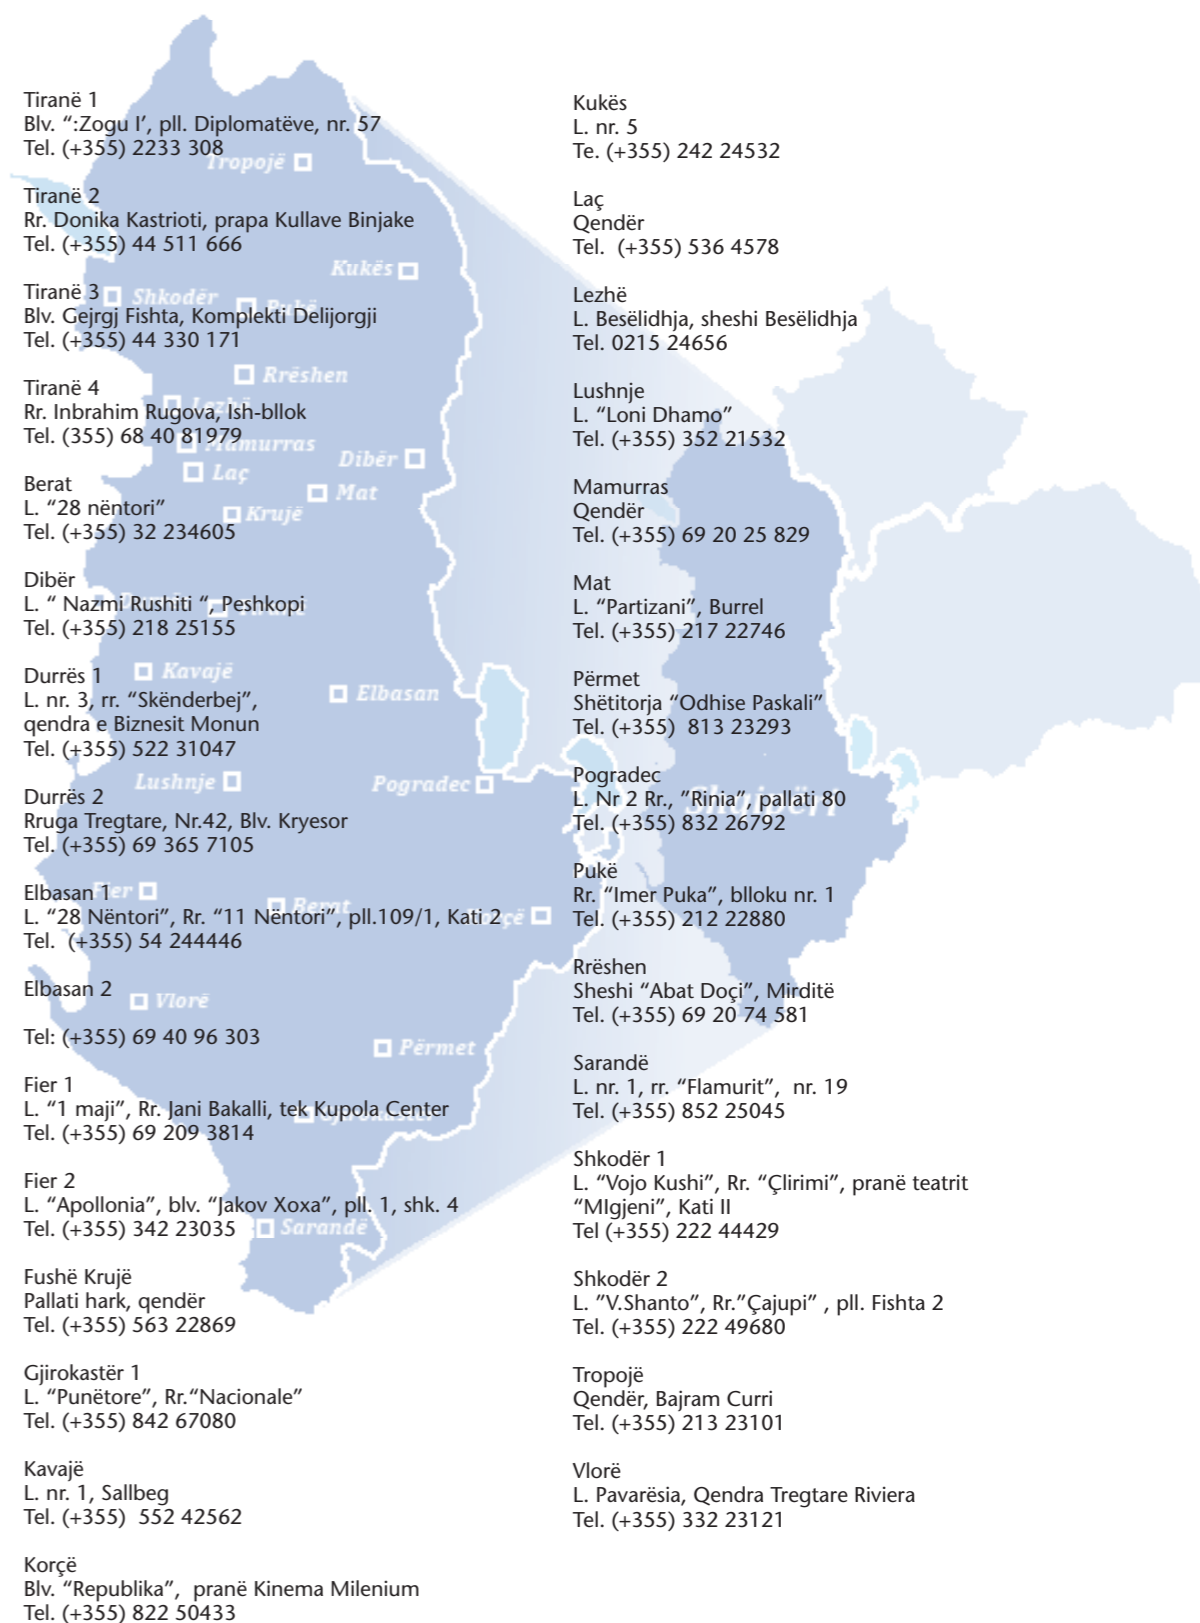 Tiranë 1
Blv. “:Zogu I’, pll. Diplomatëve, nr. 57
Tel. (+355) 2233 308
Tiranë 2
Rr. Donika Kastrioti, prapa Kullave Binjake
Tel. (+355) 44 511 666
Tiranë 3
Blv. Gejrgj Fishta, Komplekti Delijorgji
Tel. (+355) 44 330 171
Tiranë 4
Rr. Inbrahim Rugova, Ish-bllok
Tel. (355) 68 40 81979
Berat
L. “28 nëntori”
Tel. (+355) 32 234605
Dibër
L. “ Nazmi Rushiti “, Peshkopi
Tel. (+355) 218 25155
Durrës 1
L. nr. 3, rr. “Skënderbej”,
qendra e Biznesit Monun
Tel. (+355) 522 31047
Durrës 2
Rruga Tregtare, Nr.42, Blv. Kryesor
Tel. (+355) 69 365 7105
Elbasan 1
L. “28 Nëntori”, Rr. “11 Nëntori”, pll.109/1, Kati 2
Tel.  (+355) 54 244446
Elbasan 2
Tel: (+355) 69 40 96 303
Fier 1
L. “1 maji”, Rr. Jani Bakalli, tek Kupola Center
Tel. (+355) 69 209 3814
Fier 2
L. “Apollonia”, blv. “Jakov Xoxa”, pll. 1, shk. 4
Tel. (+355) 342 23035
Fushë Krujë
Pallati hark, qendër
Tel. (+355) 563 22869
Gjirokastër 1
L. “Punëtore”, Rr.“Nacionale”
Tel. (+355) 842 67080
Kavajë
L. nr. 1, Sallbeg
Tel. (+355)  552 42562
Korçë
Blv. “Republika”,  pranë Kinema Milenium
Tel. (+355) 822 50433
Kukës
L. nr. 5
Te. (+355) 242 24532
Laç
Qendër
Tel.  (+355) 536 4578
Lezhë
L. Besëlidhja, sheshi Besëlidhja
Tel. 0215 24656
Lushnje
L. “Loni Dhamo”
Tel. (+355) 352 21532
Mamurras
Qendër
Tel. (+355) 69 20 25 829
Mat
L. “Partizani”, Burrel
Tel. (+355) 217 22746
Përmet
Shëtitorja “Odhise Paskali”
Tel. (+355)  813 23293
Pogradec
L. Nr 2 Rr., ”Rinia”, pallati 80
Tel. (+355) 832 26792
Pukë
Rr. “Imer Puka”, blloku nr. 1
Tel. (+355) 212 22880
Rrëshen
Sheshi “Abat Doçi”, Mirditë
Tel. (+355) 69 20 74 581
Sarandë
L. nr. 1, rr. “Flamurit”,  nr. 19
Tel. (+355) 852 25045
Shkodër 1
L. “Vojo Kushi”, Rr. “Çlirimi”, pranë teatrit
“MIgjeni”, Kati II
Tel (+355) 222 44429
Shkodër 2
L. ”V.Shanto”, Rr.”Çajupi” , pll. Fishta 2
Tel. (+355) 222 49680
Tropojë
Qendër, Bajram Curri
Tel. (+355) 213 23101
Vlorë
L. Pavarësia, Qendra Tregtare Riviera
Tel. (+355) 332 23121
Tropojë
Kukës
Shkodër
Pukë
Rrëshen
Lezhë
Mamurras
Dibër
Laç
Mat
Krujë
Kavajë
Elbasan
Lushnje
Pogradec
Fier
Berat
Korçë
Vlorë
Përmet
Gjirokastër
Sarandë
Shqipëri